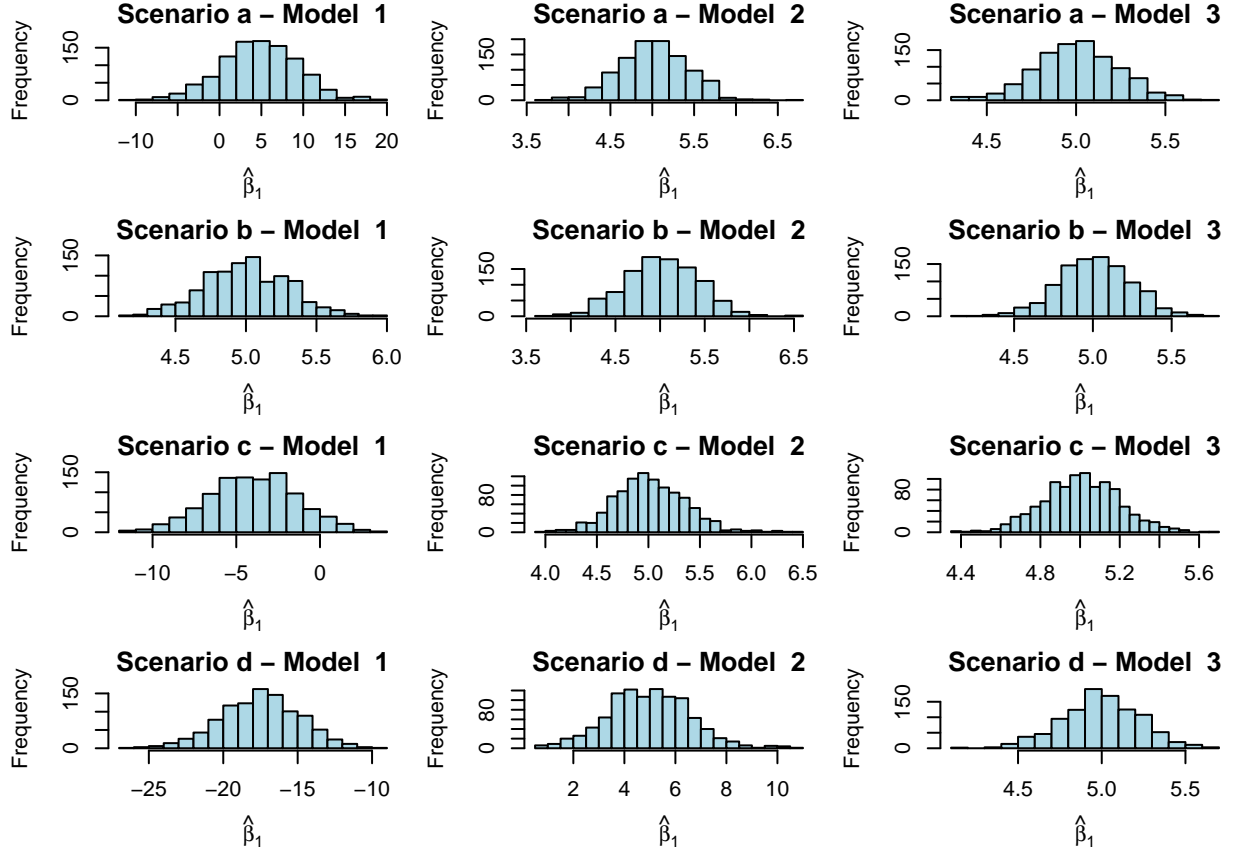 Scenario a – Model 1
Frequency
0 150
−10 0 5 10 15 20
β̂1
Scenario a – Model 2
Frequency
0 150
3.5 4.5 5.5 6.5
β̂1
Scenario a – Model 3
Frequency
0 150
4.5 5.0 5.5
β̂1
Scenario b – Model 1
Frequency
0 150
4.5 5.0 5.5 6.0
β̂1
Scenario b – Model 2
Frequency
0 150
3.5 4.5 5.5 6.5
β̂1
Scenario b – Model 3
Frequency
0 150
4.5 5.0 5.5
β̂1
Scenario c – Model 1
Frequency
0 150
−10 −5 0
β̂1
Scenario c – Model 2
Frequency
0 80
4.0 4.5 5.0 5.5 6.0 6.5
β̂1
Scenario c – Model 3
Frequency
0 80
4.4 4.8 5.2 5.6
β̂1
Scenario d – Model 1
Frequency
0 150
−25 −20 −15 −10
β̂1
Scenario d – Model 2
Frequency
0 80
2 4 6 8 10
β̂1
Scenario d – Model 3
Frequency
0 150
4.5 5.0 5.5
β̂1